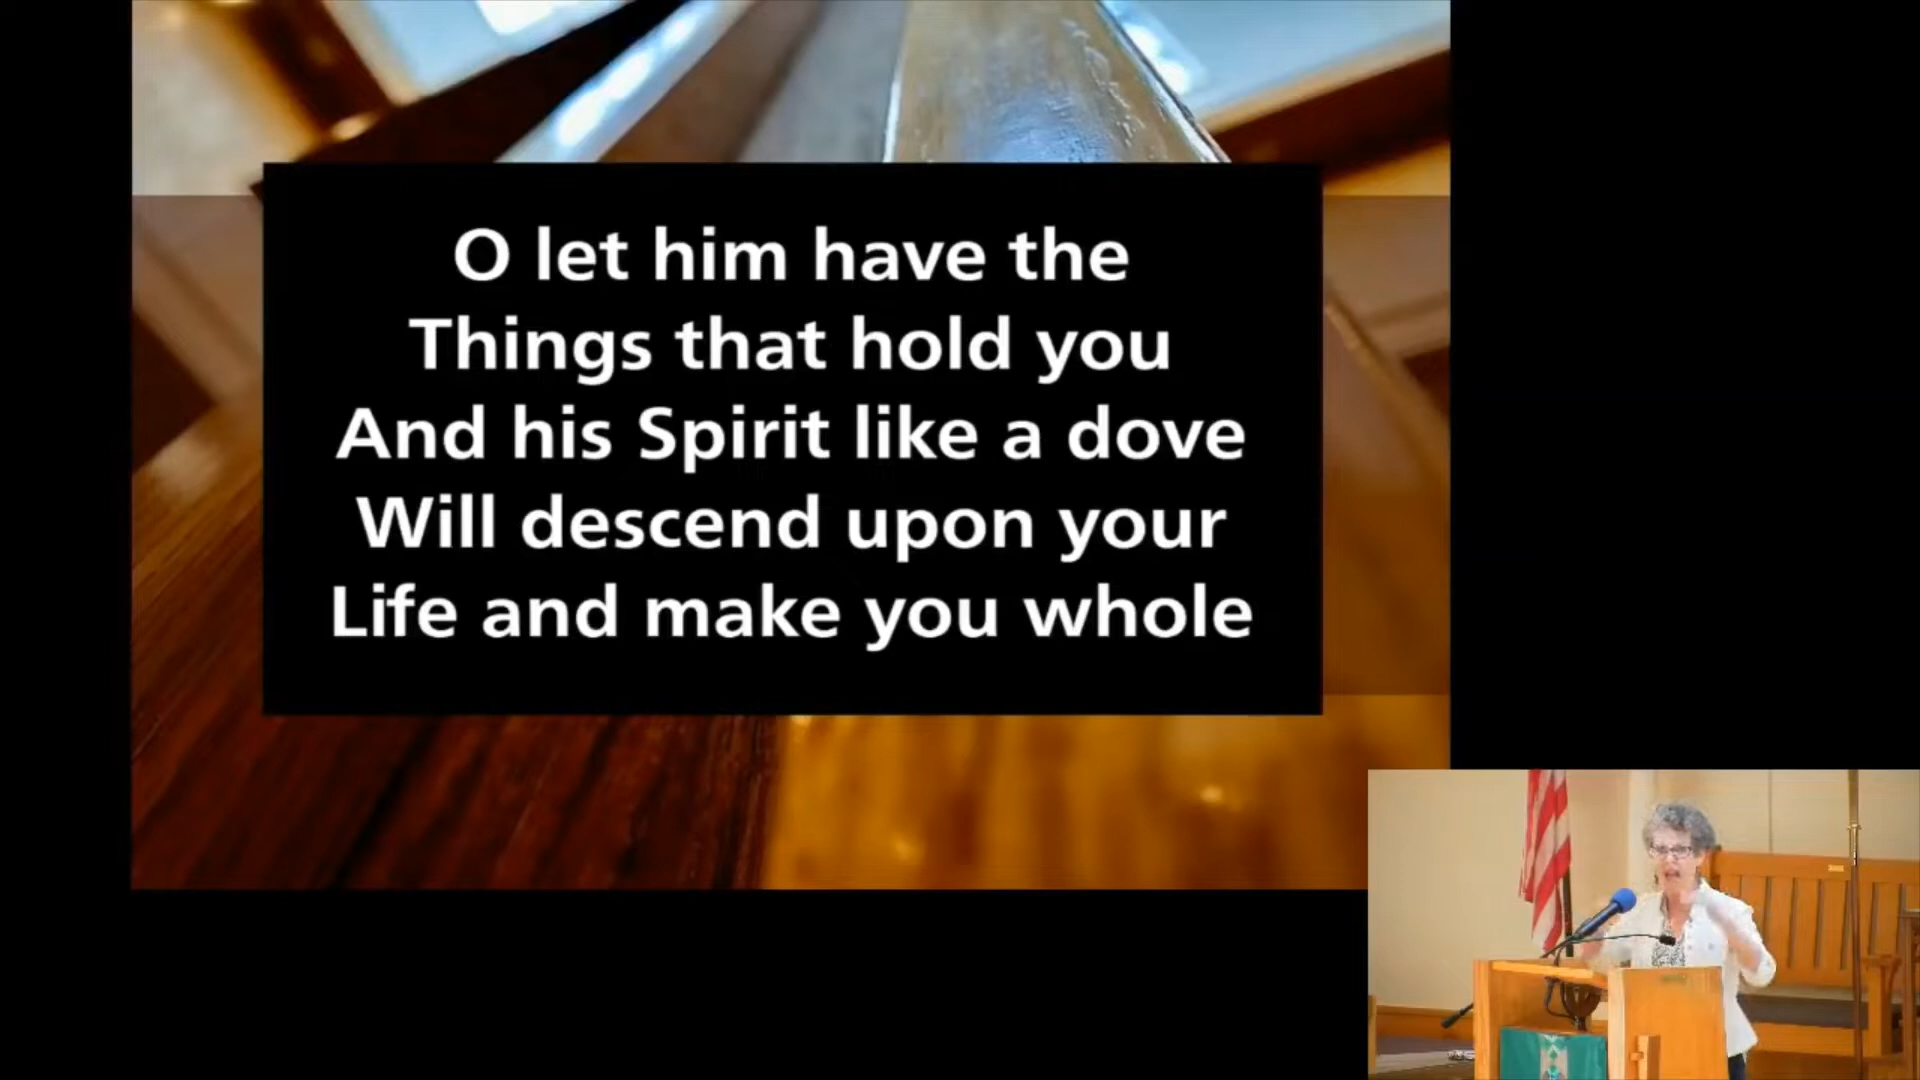 O let him have the
Things that hold you
And his Spirit like a dove
Will descend upon your
Life and make you whole